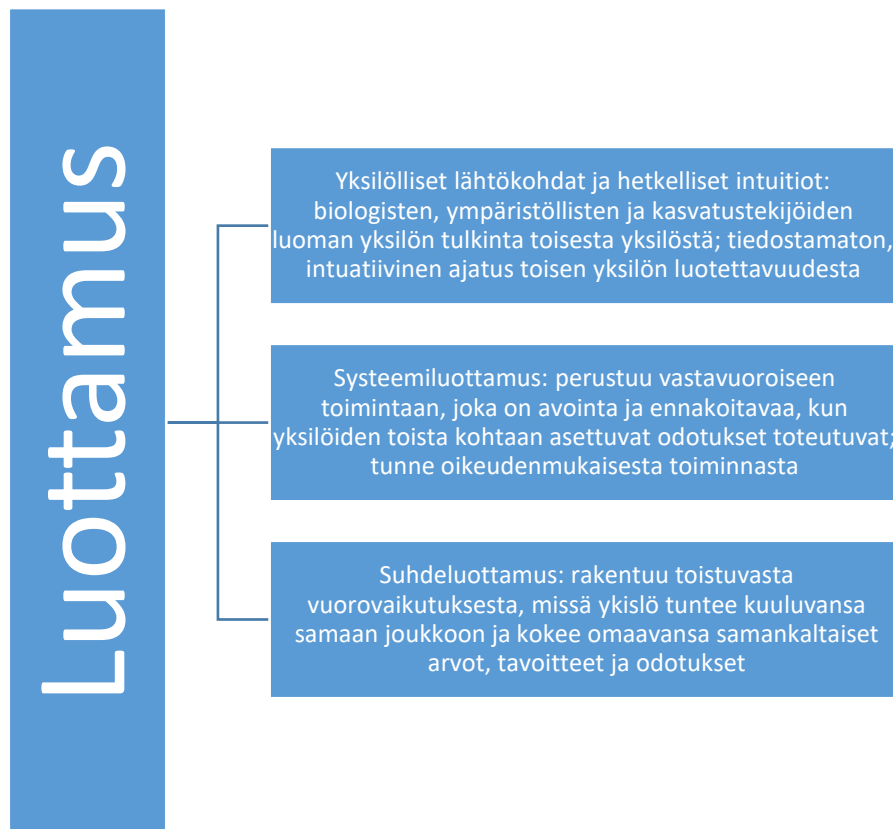 Luottamus
Yksilölliset lähtökohdat ja hetkelliset intuitiot:
biologisten, ympäristöllisten ja kasvatustekijöiden
luoman yksilön tulkinta toisesta yksilöstä; tiedostamaton,
intuatiivinen ajatus toisen yksilön luotettavuudesta
Systeemiluottamus: perustuu vastavuoroiseen
toimintaan, joka on avointa ja ennakoitavaa, kun
yksilöiden toista kohtaan asettuvat odotukset toteutuvat;
tunne oikeudenmukaisesta toiminnasta
Suhdeluottamus: rakentuu toistuvasta
vuorovaikutuksesta, missä ykislö tuntee kuuluvansa
samaan joukkoon ja kokee omaavansa samankaltaiset
arvot, tavoitteet ja odotukset